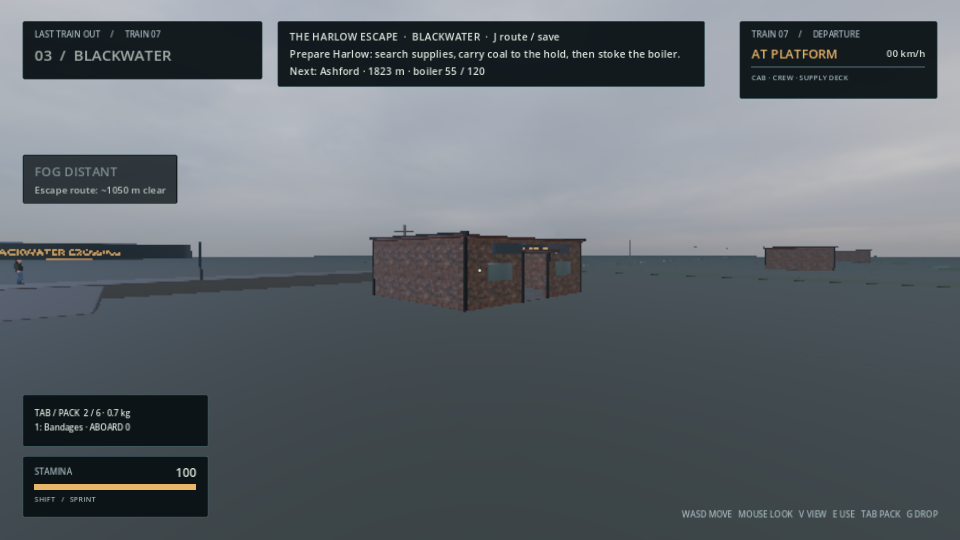 LAST TRAIN OUT / TRAIN 07
03 / BLACKWATER
THE HARLOW ESCAPE · BLACKWATER · J route / save
Prepare Harlow: search supplies, carry coal to the hold, then stoke the boiler.
Next: Ashford · 1823 m · boiler 55 / 120
TRAIN 07 / DEPARTURE
AT PLATFORM 00 km/h
CAB · CREW · SUPPLY DECK
FOG DISTANT
Escape route: ~1050 m clear
ACKWATER CROSSING
TAB / PACK 2 / 6 · 0.7 kg
1: Bandages · ABOARD 0
STAMINA 100
SHIFT / SPRINT
WASD MOVE MOUSE LOOK V VIEW E USE TAB PACK G DROP